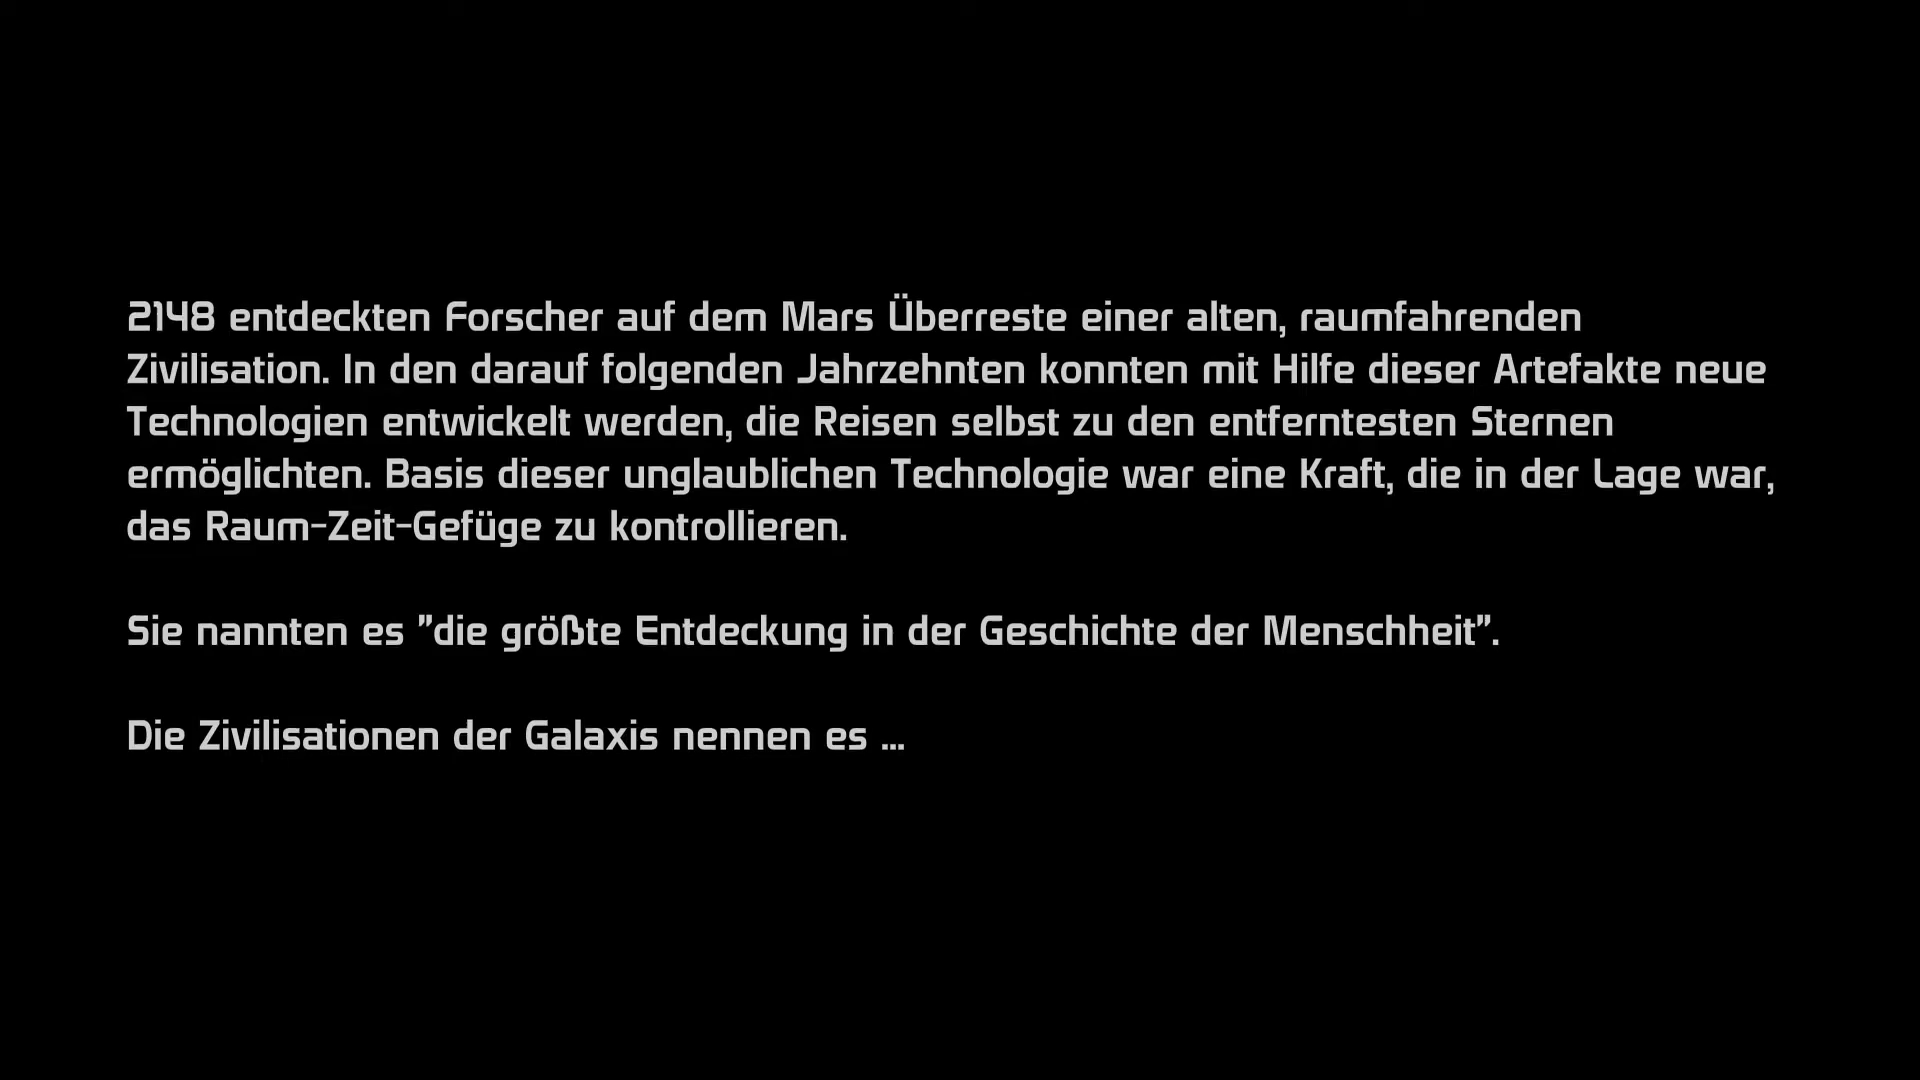 2148 entdeckten Forscher auf dem Mars Überreste einer alten, raumfahrenden
Zivilisation. In den darauf folgenden Jahrzehnten konnten mit Hilfe dieser Artefakte neue
Technologien entwickelt werden, die Reisen selbst zu den entferntesten Sternen
ermöglichten. Basis dieser unglaublichen Technologie war eine Kraft, die in der Lage war,
das Raum-Zeit-Gefüge zu kontrollieren.
Sie nannten es "die größte Entdeckung in der Geschichte der Menschheit".
Die Zivilisationen der Galaxis nennen es ...